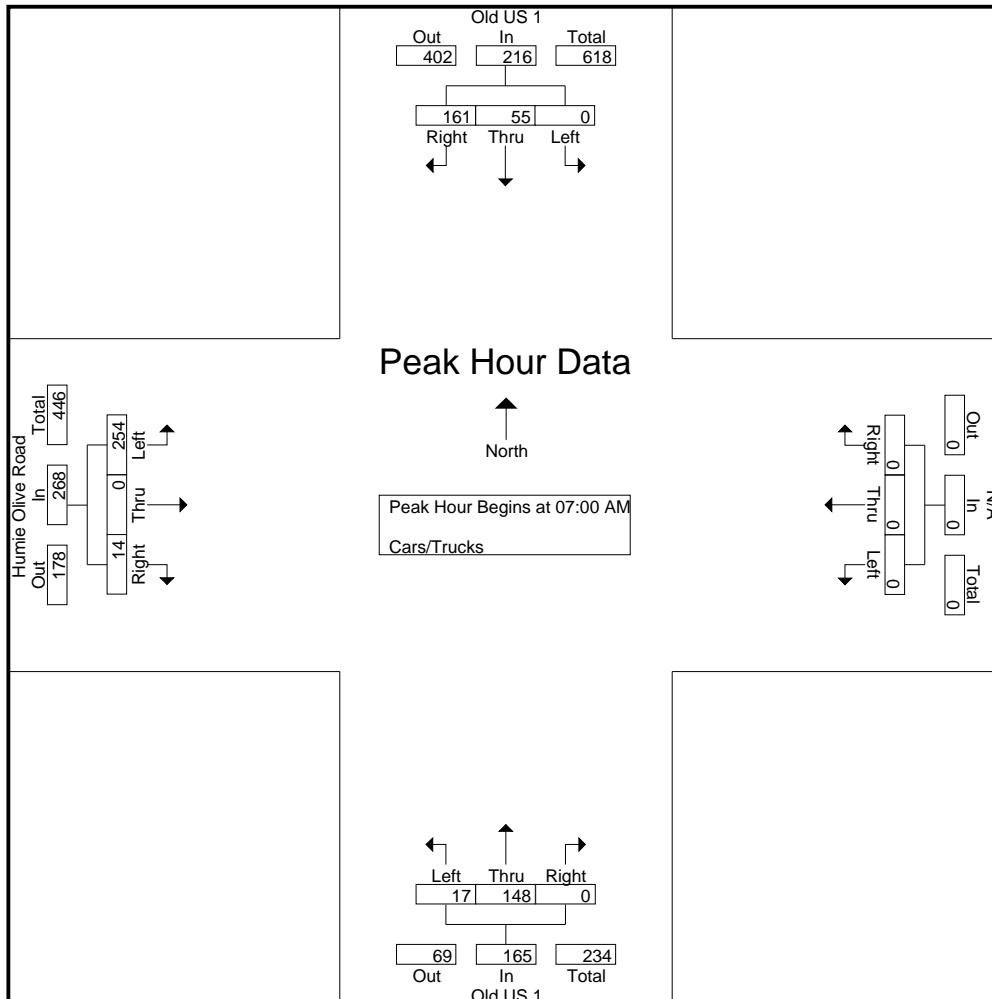 Old US 1
Out In Total
402 216 618
161 55 0
Right Thru Left
Peak Hour Data
North
Peak Hour Begins at 07:00 AM
Cars/Trucks
Humie Olive Road
Out In Total
178 268 446
14 0 254
Right Thru Left
N/A
Out In Total
0 0 0
Right Thru Left
0 0 0
Left Thru Right
17 148 0
69 165 234
Out In Total
Old US 1